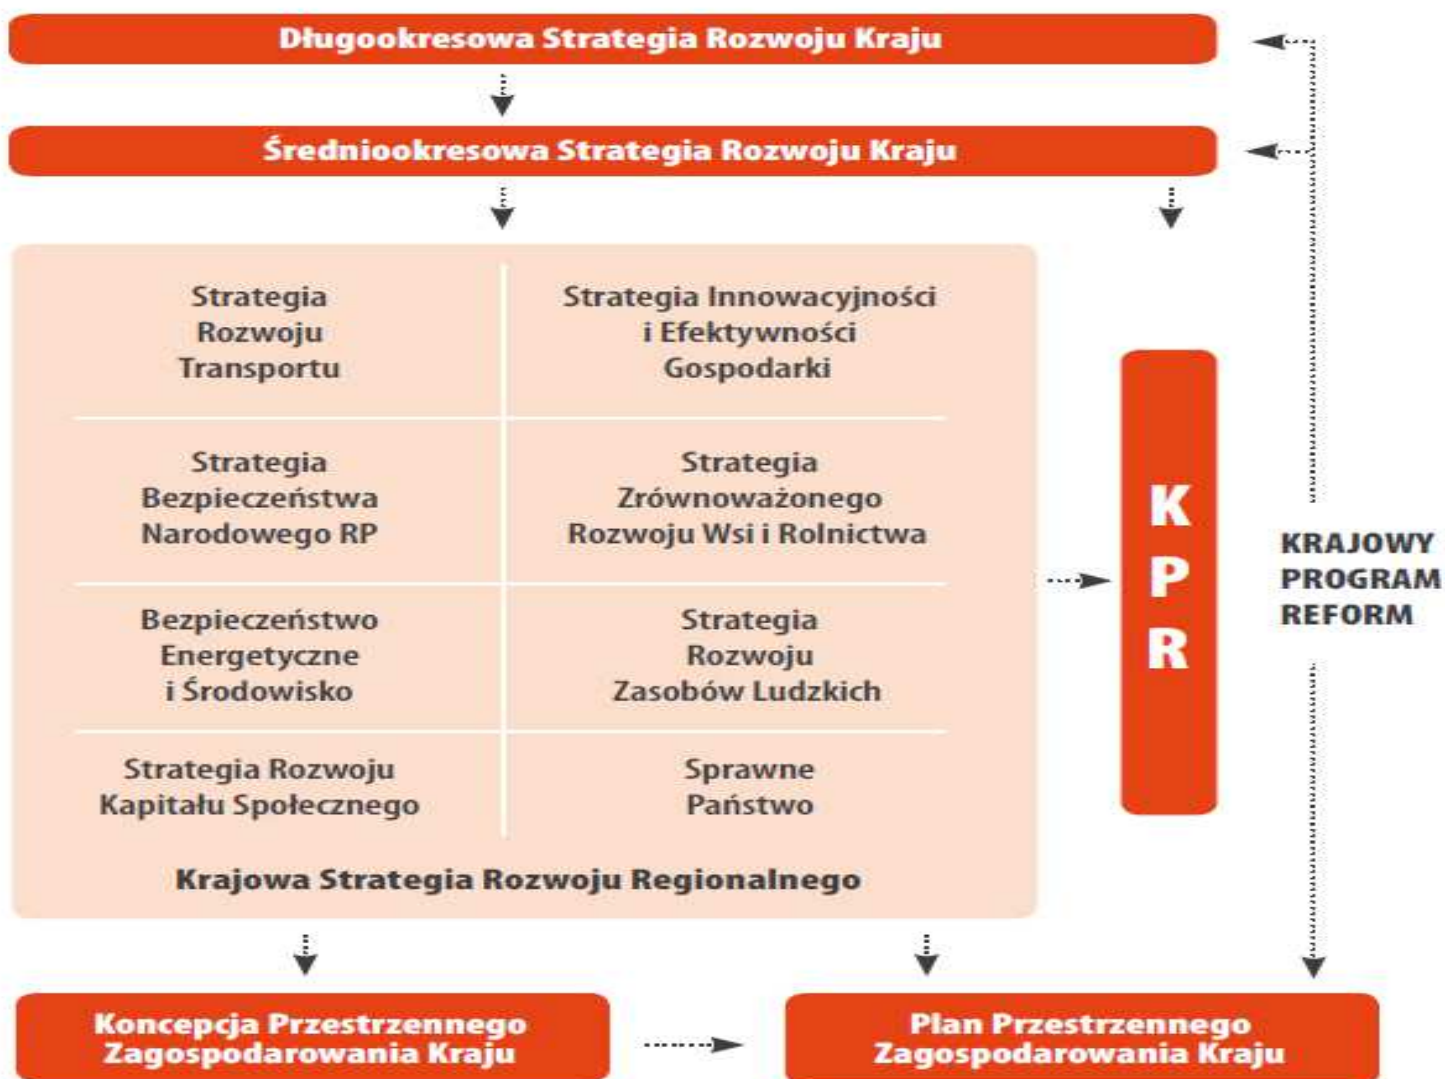 Długookresowa Strategia Rozwoju Kraju
Średniookresowa Strategia Rozwoju Kraju
Strategia
Rozwoju
Transportu
Strategia Innowacyjności
i Efektywności
Gospodarki
Strategia
Bezpieczeństwa
Narodowego RP
Strategia
Zrównoważonego
Rozwoju Wsi i Rolnictwa
Bezpieczeństwo
Energetyczne
i Środowisko
Strategia
Rozwoju
Zasobów Ludzkich
Strategia Rozwoju
Kapitału Społecznego
Sprawne
Państwo
Krajowa Strategia Rozwoju Regionalnego
K
P
R
KRAJOWY
PROGRAM
REFORM
Koncepcja Przestrzennego
Zagospodarowania Kraju
Plan Przestrzennego
Zagospodarowania Kraju